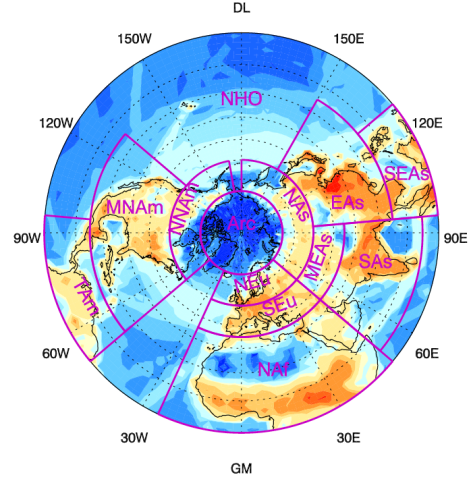 DL
150W
150E
NHO
120W
120E
SEAs
MNAm
NNAm
NAs
EAs
Arc
90W
90E
MEAs
SAs
TAm
NEu
SEu
60W
60E
NAf
30W
30E
GM